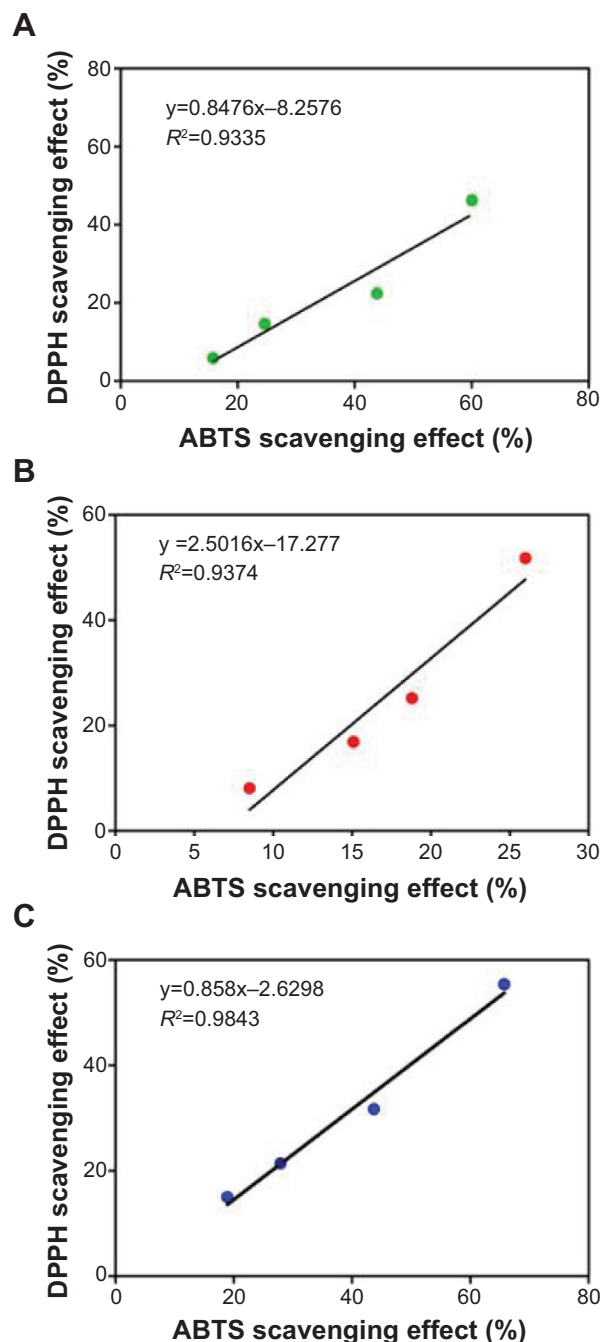 A
DPPH scavenging effect (%)
80
60
40
20
0
y=0.8476x–8.2576
R²=0.9335
0 20 40 60 80
ABTS scavenging effect (%)
B
DPPH scavenging effect (%)
60
40
20
0
y =2.5016x–17.277
R²=0.9374
0 5 10 15 20 25 30
ABTS scavenging effect (%)
C
DPPH scavenging effect (%)
60
40
20
0
y=0.858x–2.6298
R²=0.9843
0 20 40 60 80
ABTS scavenging effect (%)